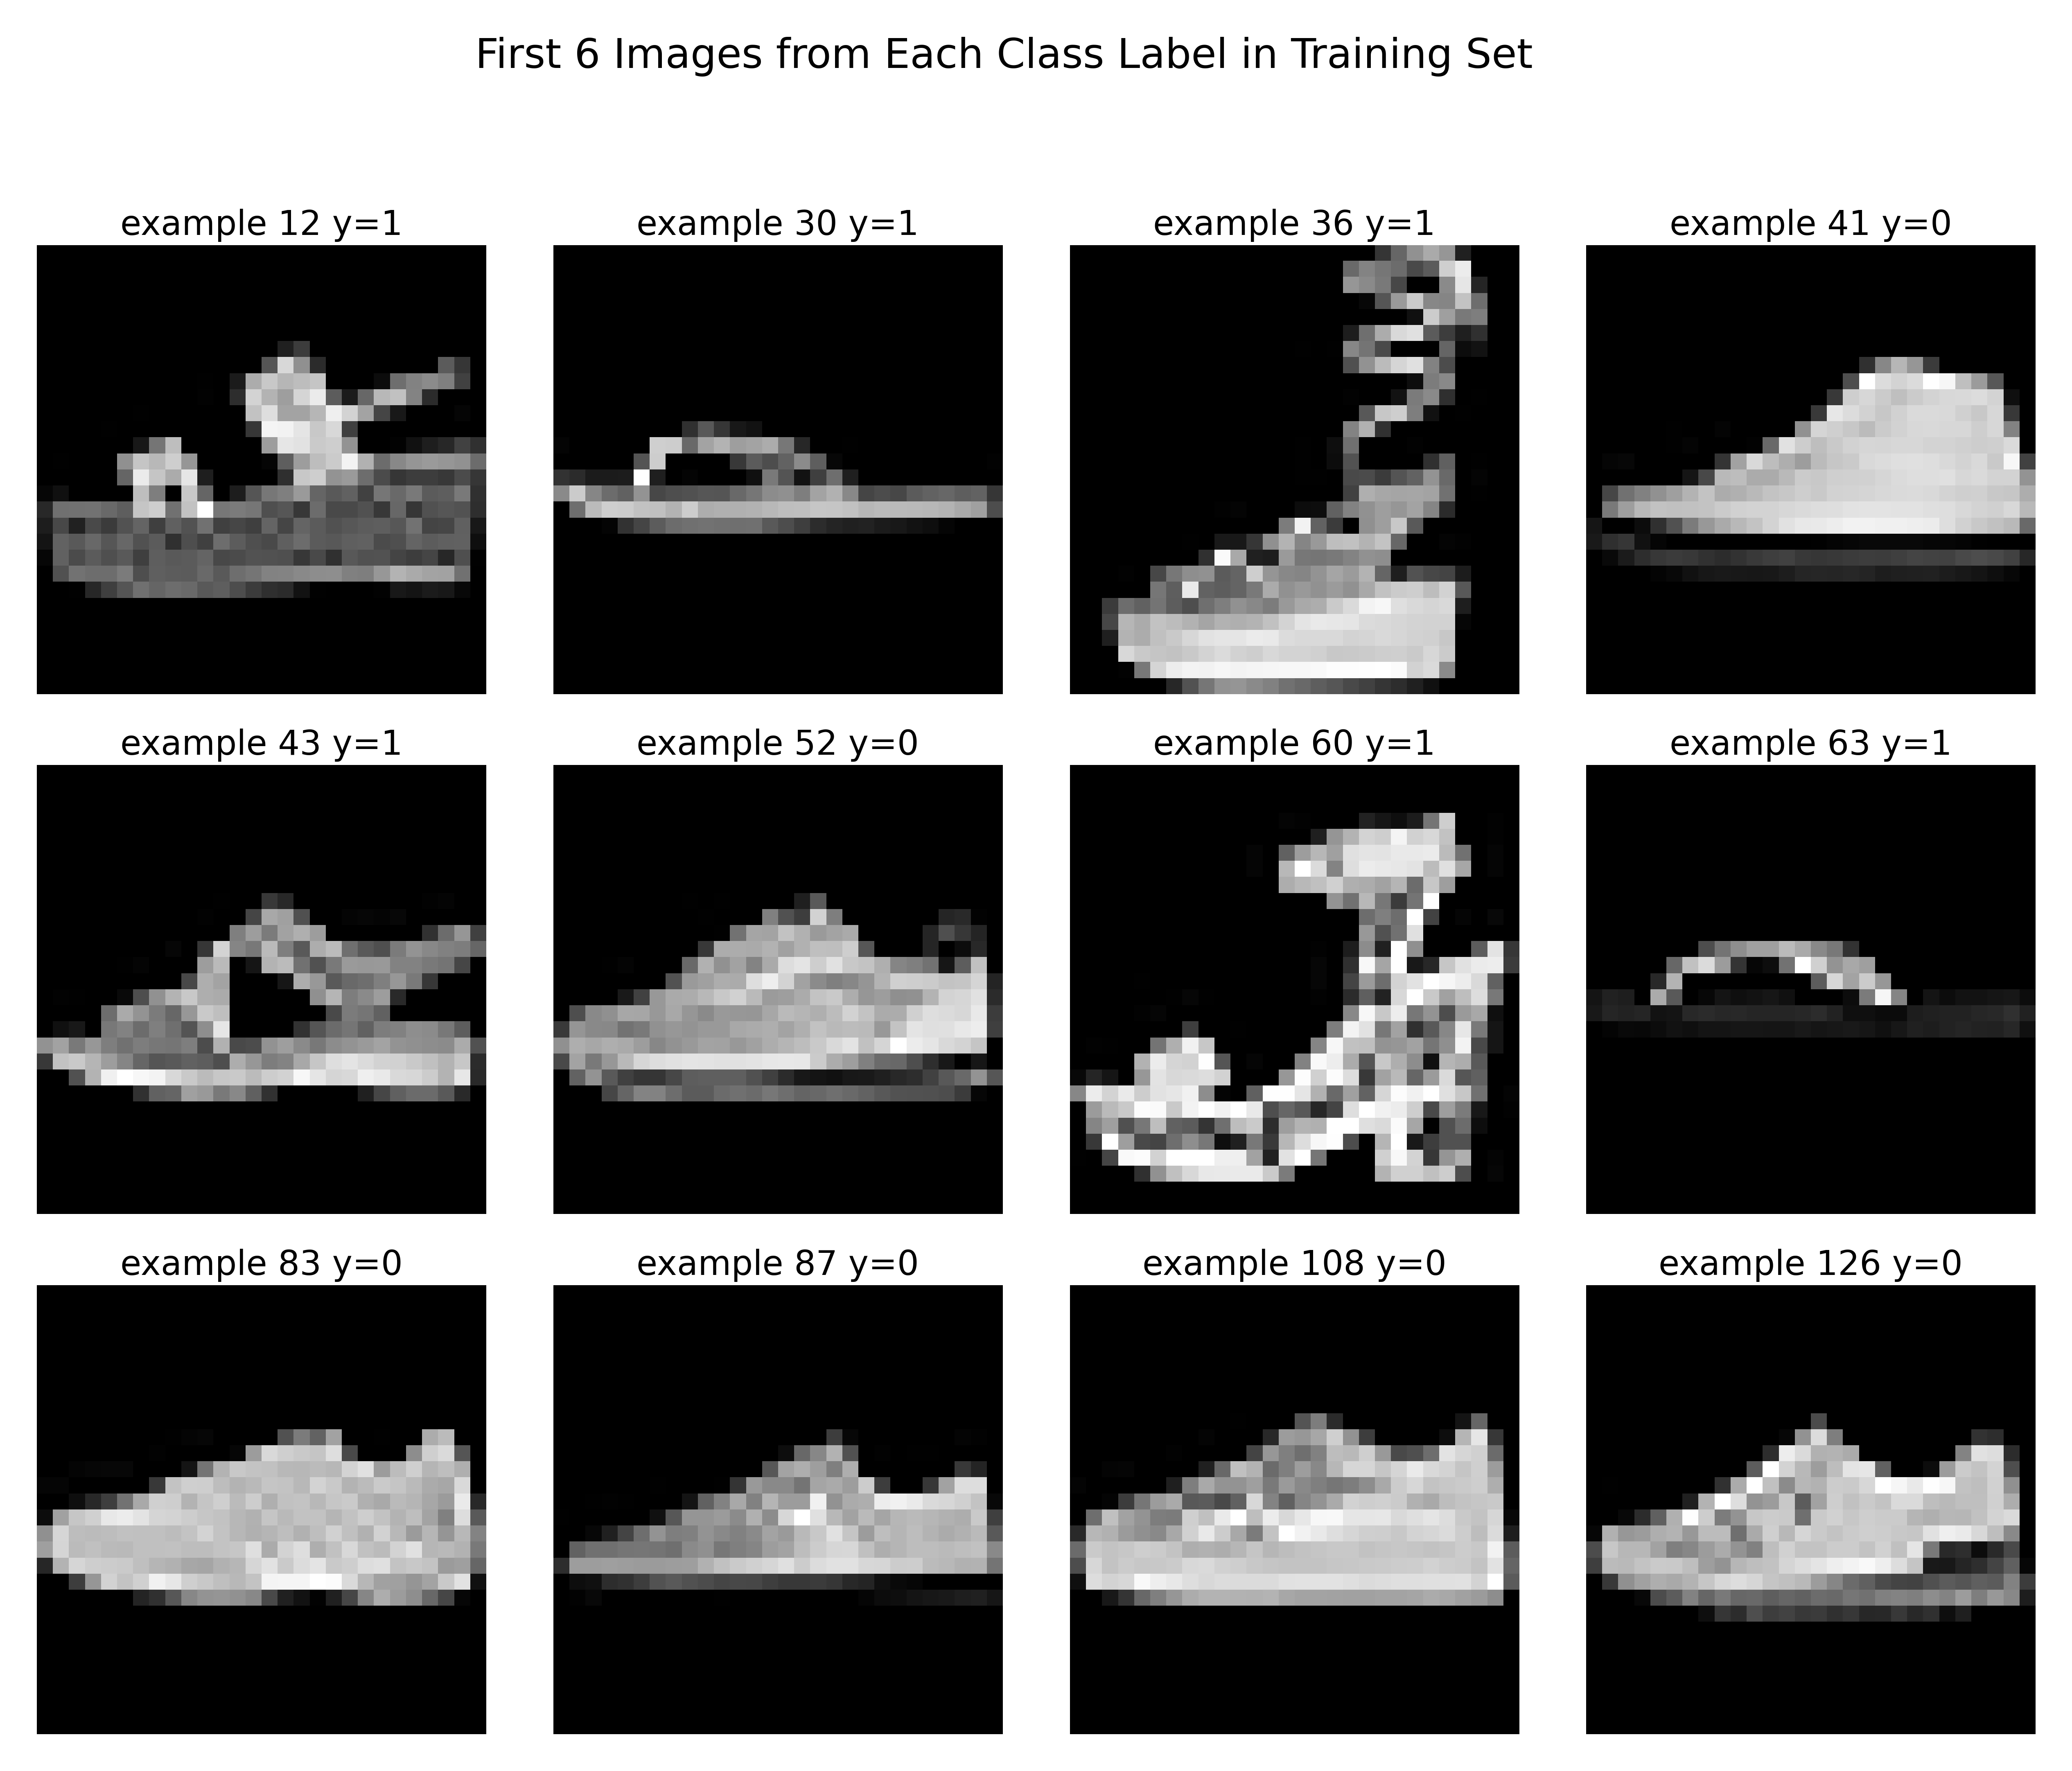 First 6 Images from Each Class Label in Training Set
example 12 y=1
example 30 y=1
example 36 y=1
example 41 y=0
example 43 y=1
example 52 y=0
example 60 y=1
example 63 y=1
example 83 y=0
example 87 y=0
example 108 y=0
example 126 y=0